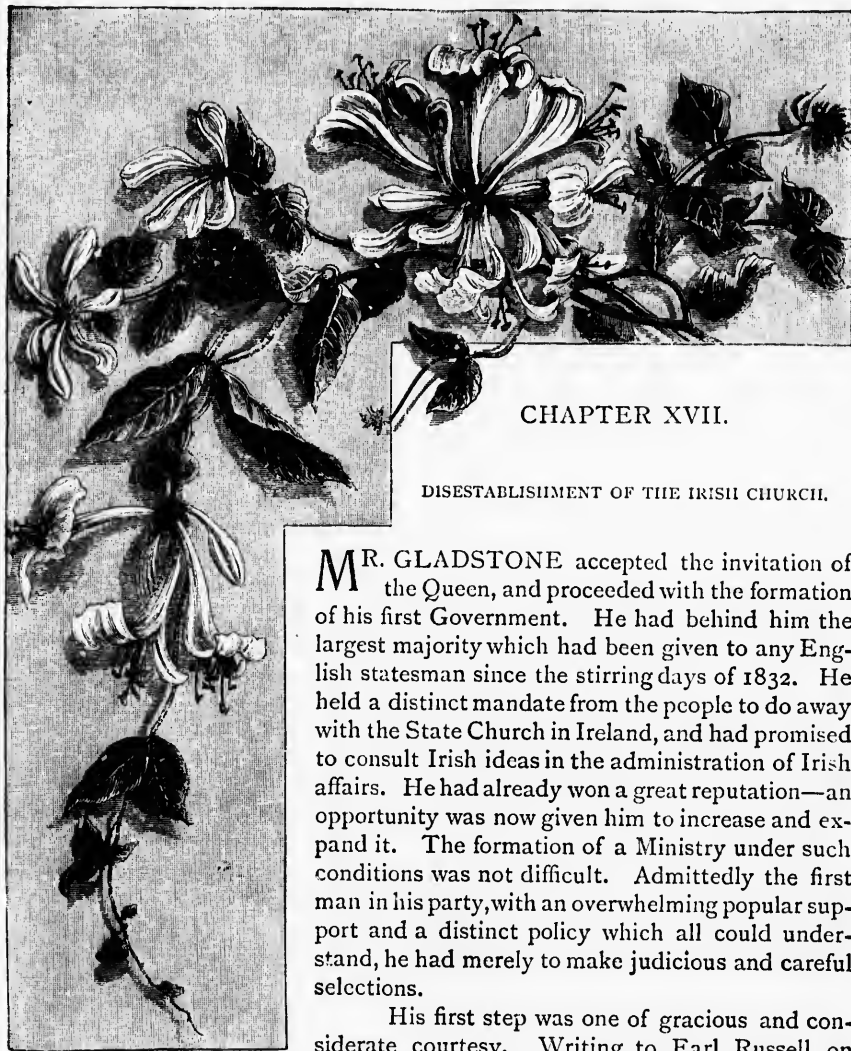 CHAPTER XVII.
DISESTABLISHMENT OF THE IRISH CHURCH.
MR. GLADSTONE accepted the invitation of
the Queen, and proceeded with the formation
of his first Government. He had behind him the
largest majority which had been given to any Eng-
lish statesman since the stirring days of 1832. He
held a distinct mandate from the people to do away
with the State Church in Ireland, and had promised
to consult Irish ideas in the administration of Irish
affairs. He had already won a great reputation—an
opportunity was now given him to increase and ex-
pand it. The formation of a Ministry under such
conditions was not difficult. Admittedly the first
man in his party, with an overwhelming popular sup-
port and a distinct policy which all could under-
stand, he had merely to make judicious and careful
selections.
His first step was one of gracious and con-
siderate courtesy. Writing to Earl Russell on